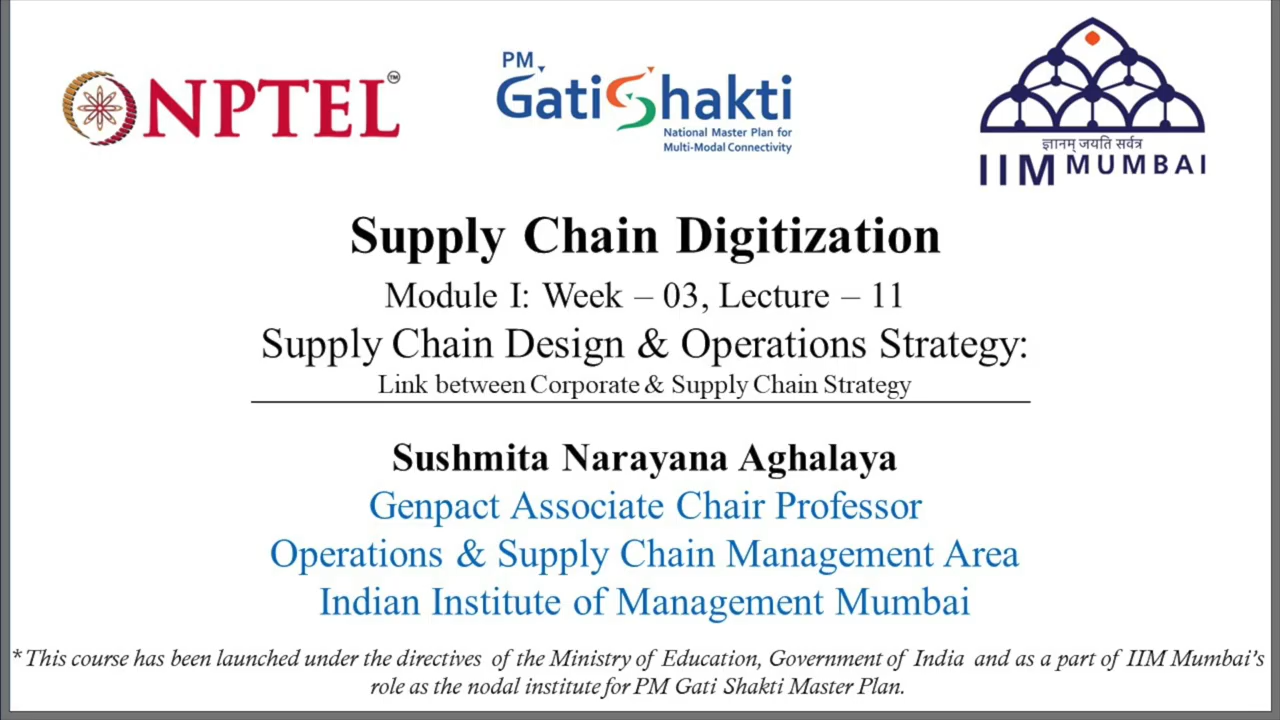 NPTEL™
PM
GatiShakti
National Master Plan for
Multi-Modal Connectivity
ज्ञानम् जयति सर्वत्र
IIM MUMBAI
Supply Chain Digitization
Module I: Week – 03, Lecture – 11
Supply Chain Design & Operations Strategy:
Link between Corporate & Supply Chain Strategy
Sushmita Narayana Aghalaya
Genpact Associate Chair Professor
Operations & Supply Chain Management Area
Indian Institute of Management Mumbai
*This course has been launched under the directives of the Ministry of Education, Government of India and as a part of IIM Mumbai’s
role as the nodal institute for PM Gati Shakti Master Plan.